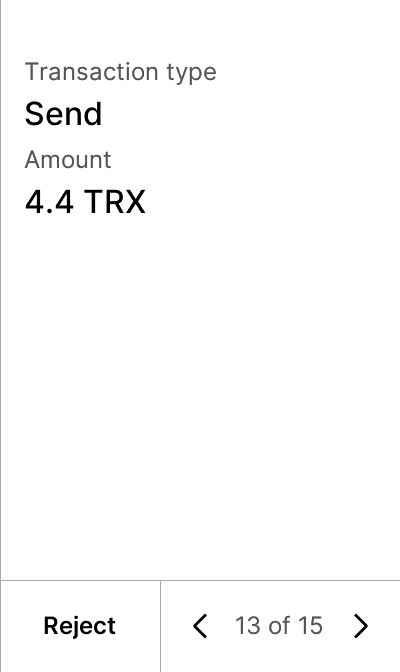 Transaction type
Send
Amount
4.4 TRX
Reject
13 of 15